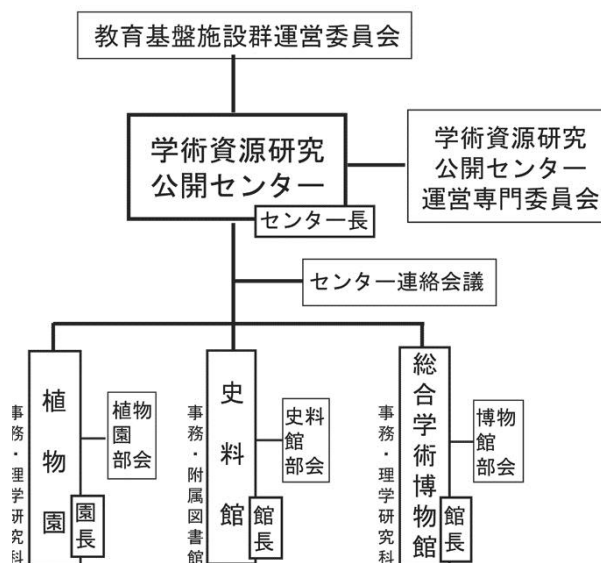 教育基盤施設群運営委員会
学術資源研究
公開センター
センター長
学術資源研究
公開センター
運営専門委員会
センター連絡会議
事務・理学研究科
植物園
園長
植物
園
部会
事務・附属図書館
史料館
館長
史料
館
部会
事務・理学研究科
総合学術博物館
館長
博物
館
部会